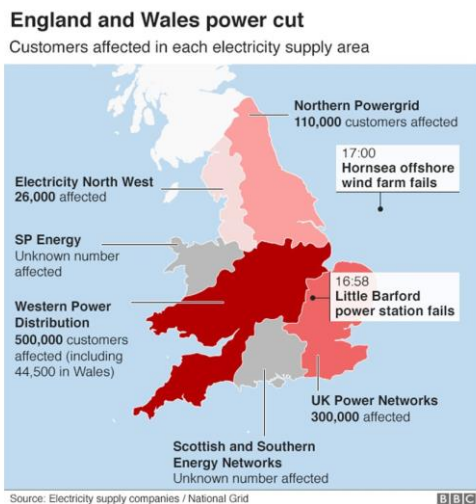 England and Wales power cut
Customers affected in each electricity supply area
Northern Powergrid
110,000 customers affected
17:00
Hornsea offshore
wind farm fails
Electricity North West
26,000 affected
SP Energy
Unknown number
affected
16:58
Little Barford
power station fails
Western Power
Distribution
500,000 customers
affected (including
44,500 in Wales)
UK Power Networks
300,000 affected
Scottish and Southern
Energy Networks
Unknown number affected
Source: Electricity supply companies / National Grid
BBC